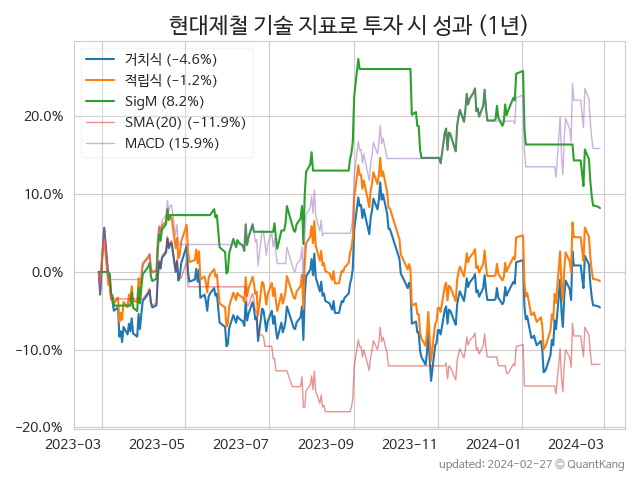 현대제철 기술 지표로 투자 시 성과 (1년)
거치식 (−4.6%)
적립식 (−1.2%)
SigM (8.2%)
SMA(20) (−11.9%)
MACD (15.9%)
20.0%
10.0%
0.0%
−10.0%
−20.0%
2023−03 2023−05 2023−07 2023−09 2023−11 2024−01 2024−03
updated: 2024−02−27 © QuantKang